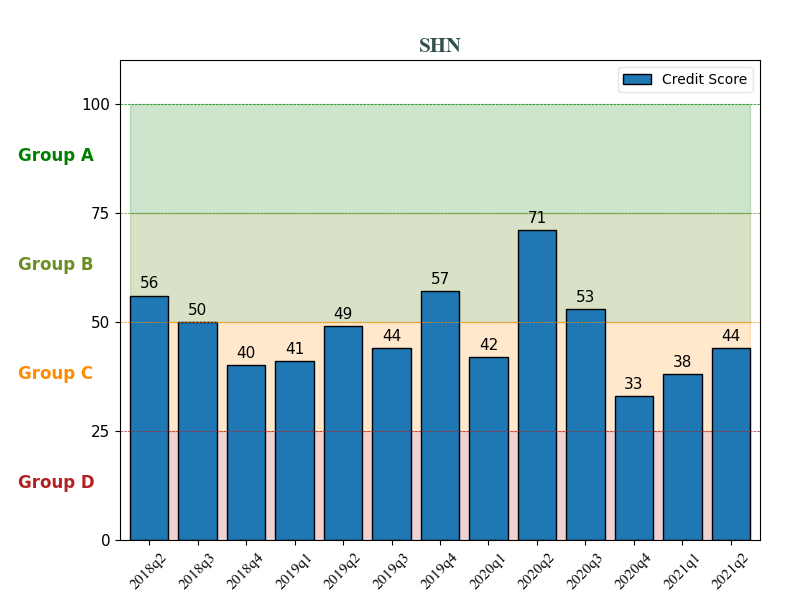 SHN
Credit Score
100
Group A
75
71
Group B
56
57
53
50
49
50
44
44
42
41
40
38
33
Group C
25
Group D
0
2018q2
2018q3
2018q4
2019q1
2019q2
2019q3
2019q4
2020q1
2020q2
2020q3
2020q4
2021q1
2021q2